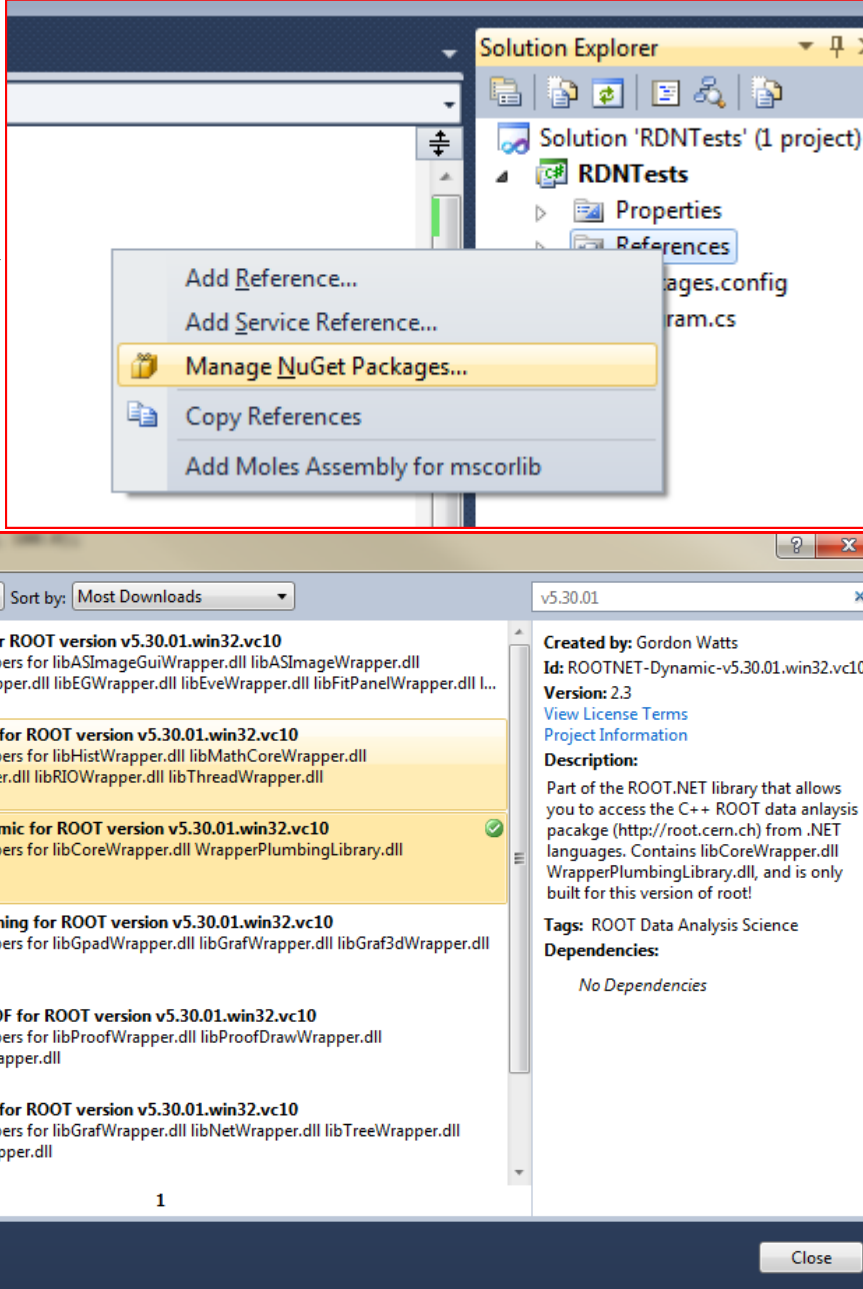 Solution Explorer
Solution 'RDNTests' (1 project)
RDNTests
Properties
References
ages.config
ram.cs
Add Reference...
Add Service Reference...
Manage NuGet Packages...
Copy References
Add Moles Assembly for mscorlib
Sort by: Most Downloads
v5.30.01
r ROOT version v5.30.01.win32.vc10
pers for libASImageGuiWrapper.dll libASImageWrapper.dll
pper.dll libEGWrapper.dll libEveWrapper.dll libFitPanelWrapper.dll l...
for ROOT version v5.30.01.win32.vc10
pers for libHistWrapper.dll libMathCoreWrapper.dll
er.dll libRIOWrapper.dll libThreadWrapper.dll
mic for ROOT version v5.30.01.win32.vc10
pers for libCoreWrapper.dll WrapperPlumbingLibrary.dll
ning for ROOT version v5.30.01.win32.vc10
pers for libGpadWrapper.dll libGrafWrapper.dll libGraf3dWrapper.dll
OF for ROOT version v5.30.01.win32.vc10
pers for libProofWrapper.dll libProofDrawWrapper.dll
apper.dll
for ROOT version v5.30.01.win32.vc10
pers for libGrafWrapper.dll libNetWrapper.dll libTreeWrapper.dll
pper.dll
1
Created by: Gordon Watts
Id: ROOTNET-Dynamic-v5.30.01.win32.vc10
Version: 2.3
View License Terms
Project Information
Description:
Part of the ROOT.NET library that allows
you to access the C++ ROOT data anlaysis
pacakge (http://root.cern.ch) from .NET
languages. Contains libCoreWrapper.dll
WrapperPlumbingLibrary.dll, and is only
built for this version of root!
Tags: ROOT Data Analysis Science
Dependencies:
No Dependencies
Close